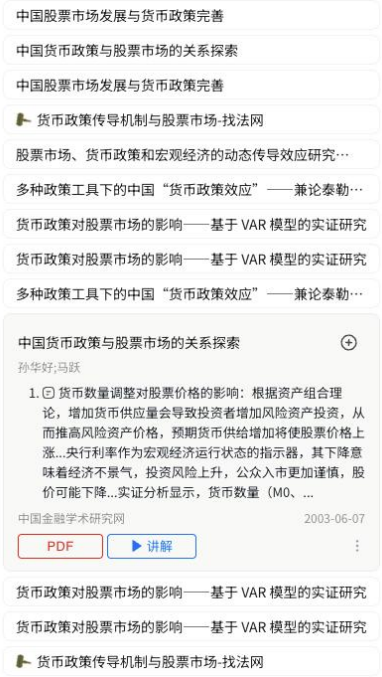 中国股票市场发展与货币政策完善
中国货币政策与股票市场的关系探索
中国股票市场发展与货币政策完善
货币政策传导机制与股票市场-找法网
股票市场、货币政策和宏观经济的动态传导效应研究…
多种政策工具下的中国“货币政策效应”——兼论泰勒…
货币政策对股票市场的影响——基于 VAR 模型的实证研究
货币政策对股票市场的影响——基于 VAR 模型的实证研究
多种政策工具下的中国“货币政策效应”——兼论泰勒…
中国货币政策与股票市场的关系探索
孙华好;马跃
1. 货币数量调整对股票价格的影响：根据资产组合理
论，增加货币供应量会导致投资者增加风险资产投资，从
而推高风险资产价格，预期货币供给增加将使股票价格上
涨...央行利率作为宏观经济运行状态的指示器，其下降意
味着经济不景气，投资风险上升，公众入市更加谨慎，股
价可能下降...实证分析显示，货币数量（M0、...
中国金融学术研究网 2003-06-07
PDF 讲解
货币政策对股票市场的影响——基于 VAR 模型的实证研究
货币政策对股票市场的影响——基于 VAR 模型的实证研究
货币政策传导机制与股票市场-找法网